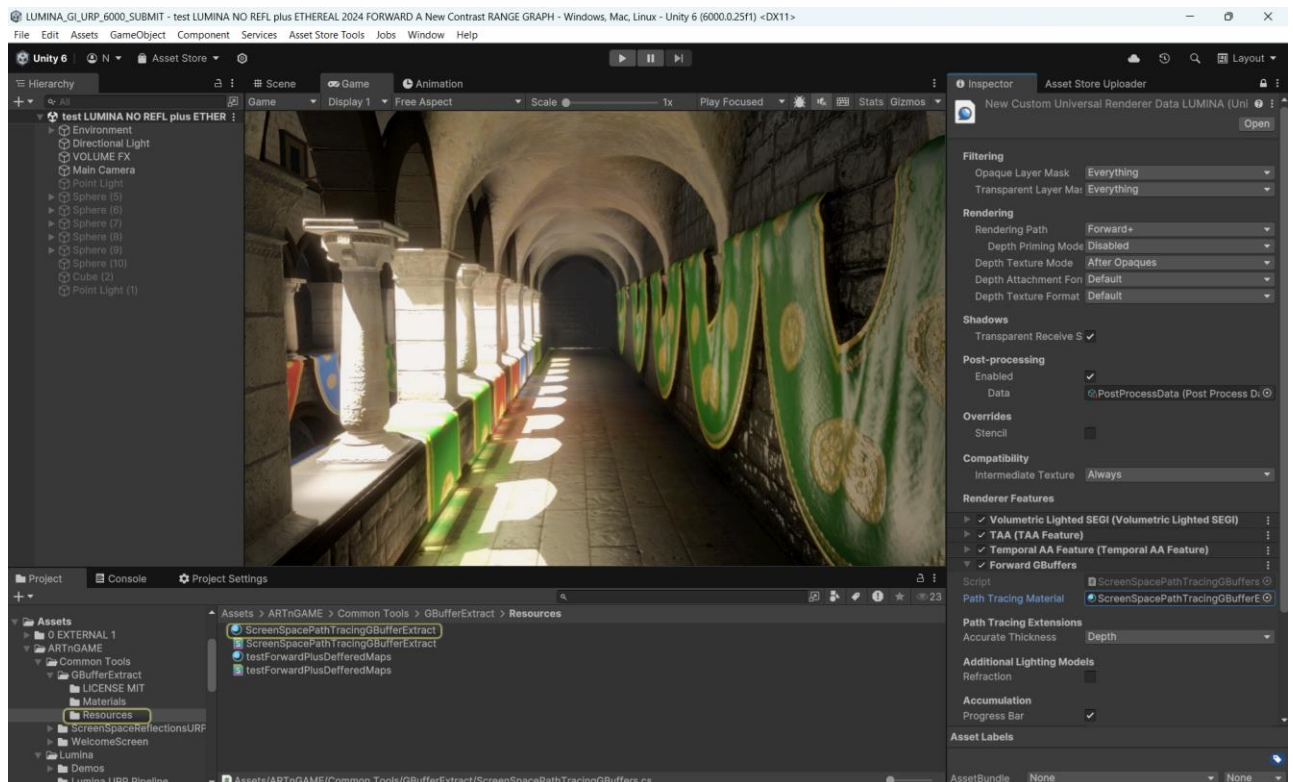 LUMINA_GI_URP_6000_SUBMIT - test LUMINA NO REFL plus ETHEREAL 2024 FORWARD A New Contrast RANGE GRAPH - Windows, Mac, Linux - Unity 6 (6000.0.25f1) <DX11>
File Edit Assets GameObject Component Services Asset Store Tools Jobs Window Help
Unity 6 N Asset Store Layout
Hierarchy
All
test LUMINA NO REFL plus ETHER
Environment
Directional Light
VOLUME FX
Main Camera
Point Light
Sphere (5)
Sphere (6)
Sphere (7)
Sphere (8)
Sphere (9)
Sphere (10)
Cube (2)
Point Light (1)
Scene Game Animation
Game Display 1 Free Aspect Scale 1x Play Focused Stats Gizmos
Inspector Asset Store Uploader
New Custom Universal Renderer Data LUMINA (Uni
Open
Filtering
Opaque Layer Mask Everything
Transparent Layer Mas Everything
Rendering
Rendering Path Forward+
Depth Priming Mode Disabled
Depth Texture Mode After Opaques
Depth Attachment Fon Default
Depth Texture Format Default
Shadows
Transparent Receive S
Post-processing
Enabled
Data PostProcessData (Post Process Da
Overrides
Stencil
Compatibility
Intermediate Texture Always
Renderer Features
Volumetric Lighted SEGI (Volumetric Lighted SEGI)
TAA (TAA Feature)
Temporal AA Feature (Temporal AA Feature)
Forward GBuffers
Script ScreenSpacePathTracingGBuffers
Path Tracing Material ScreenSpacePathTracingGBufferE
Path Tracing Extensions
Accurate Thickness Depth
Additional Lighting Models
Refraction
Accumulation
Progress Bar
Asset Labels
AssetBundle None None
Project Console Project Settings
23
Assets
0 EXTERNAL 1
ARTnGAME
Common Tools
GBufferExtract
LICENSE MIT
Materials
Resources
ScreenSpaceReflectionsURP
WelcomeScreen
Lumina
Demos
Lumina URP Pipeline
Assets > ARTnGAME > Common Tools > GBufferExtract > Resources
ScreenSpacePathTracingGBufferExtract
ScreenSpacePathTracingGBufferExtract
testForwardPlusDefferedMaps
testForwardPlusDefferedMaps
Assets/ARTnGAME/Common Tools/GBufferExtract/ScreenSpacePathTracingGBuffers.cs